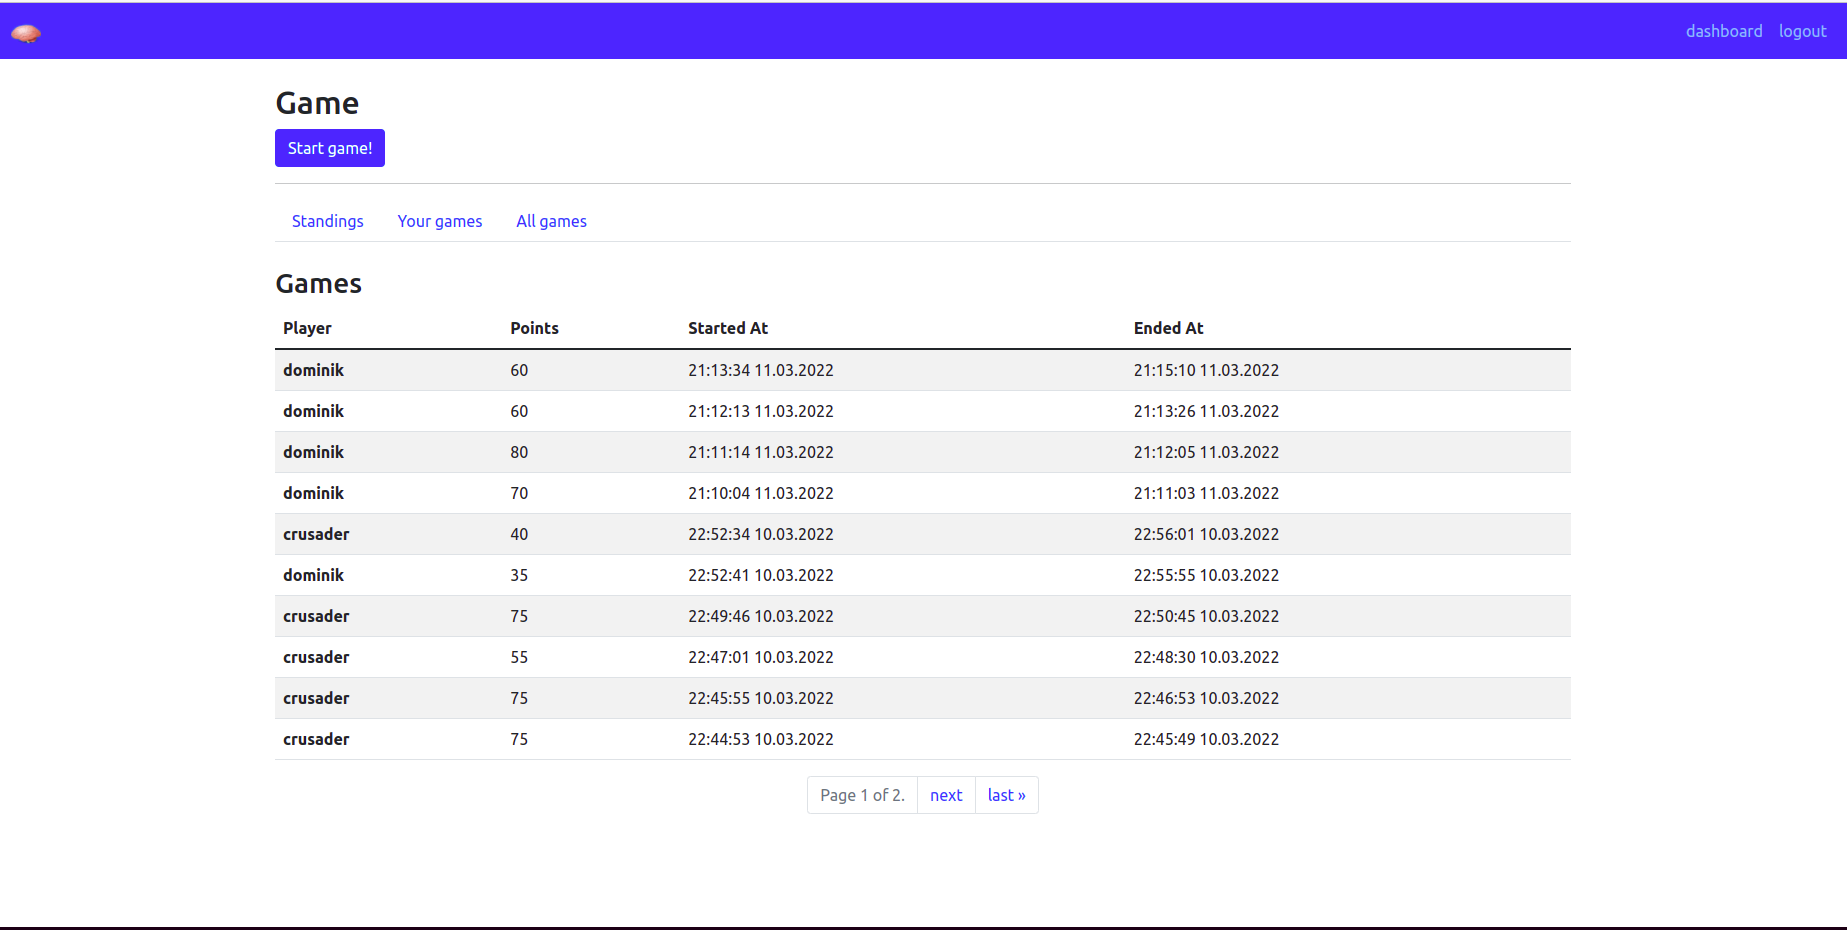 dashboard logout
Game
Start game!
Standings Your games All games
Games
Player Points Started At Ended At
dominik 60 21:13:34 11.03.2022 21:15:10 11.03.2022
dominik 60 21:12:13 11.03.2022 21:13:26 11.03.2022
dominik 80 21:11:14 11.03.2022 21:12:05 11.03.2022
dominik 70 21:10:04 11.03.2022 21:11:03 11.03.2022
crusader 40 22:52:34 10.03.2022 22:56:01 10.03.2022
dominik 35 22:52:41 10.03.2022 22:55:55 10.03.2022
crusader 75 22:49:46 10.03.2022 22:50:45 10.03.2022
crusader 55 22:47:01 10.03.2022 22:48:30 10.03.2022
crusader 75 22:45:55 10.03.2022 22:46:53 10.03.2022
crusader 75 22:44:53 10.03.2022 22:45:49 10.03.2022
Page 1 of 2. next last »